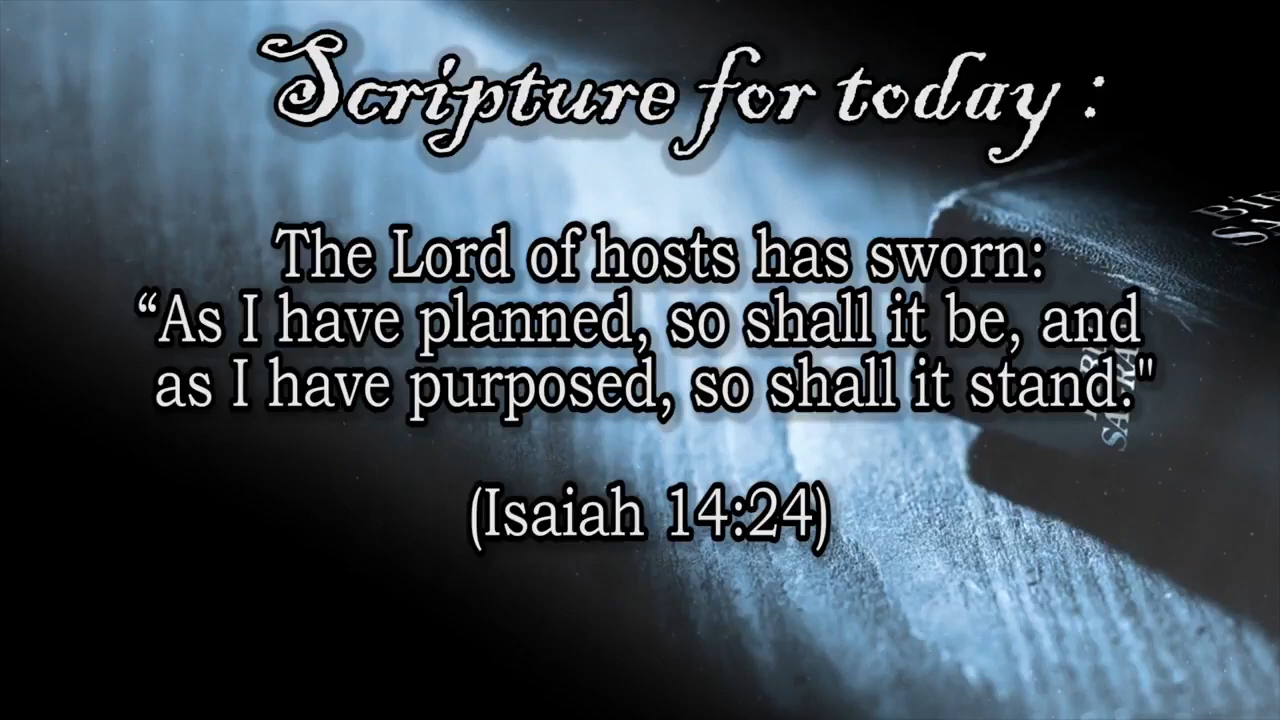 Scripture for today :
The Lord of hosts has sworn:
“As I have planned, so shall it be, and
as I have purposed, so shall it stand."
(Isaiah 14:24)